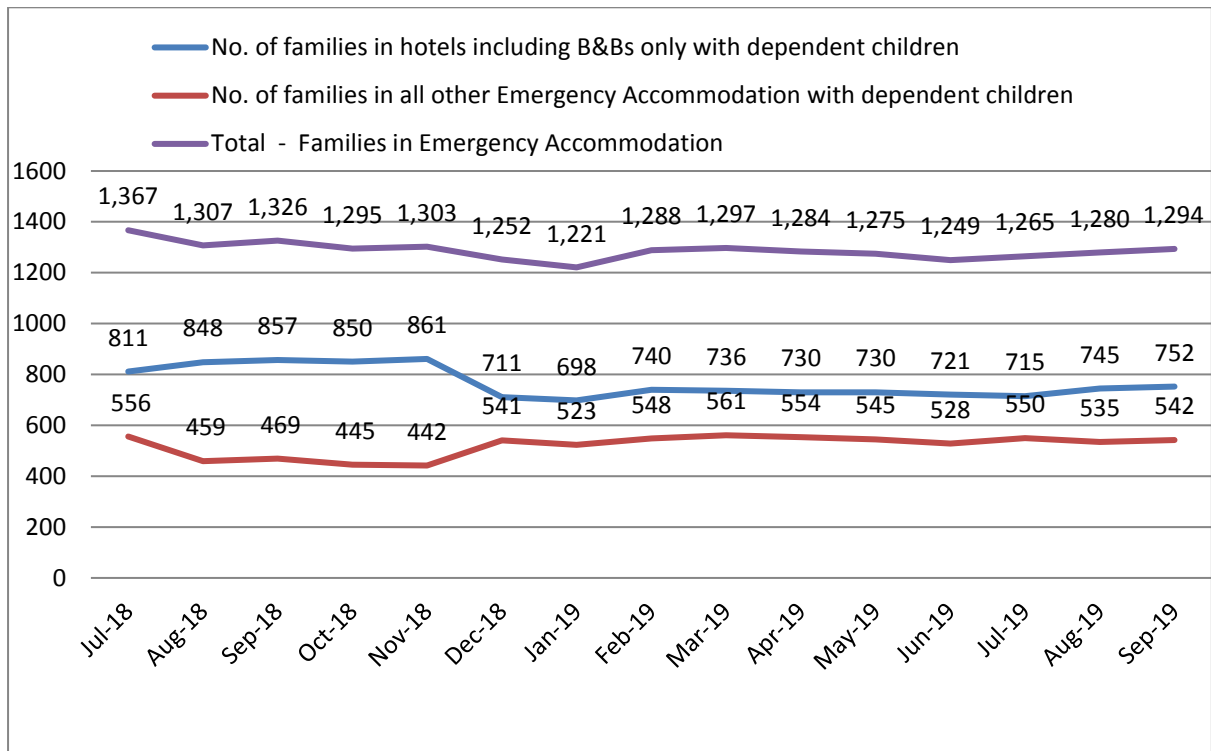 No. of families in hotels including B&Bs only with dependent children
No. of families in all other Emergency Accommodation with dependent children
Total - Families in Emergency Accommodation
1600
1400
1200
1000
800
600
400
200
0
1,367 1,307 1,326 1,295 1,303 1,252 1,221 1,288 1,297 1,284 1,275 1,249 1,265 1,280 1,294
811 848 857 850 861 711 698 740 736 730 730 721 715 745 752
556 459 469 445 442 541 523 548 561 554 545 528 550 535 542
Jul-18 Aug-18 Sep-18 Oct-18 Nov-18 Dec-18 Jan-19 Feb-19 Mar-19 Apr-19 May-19 Jun-19 Jul-19 Aug-19 Sep-19